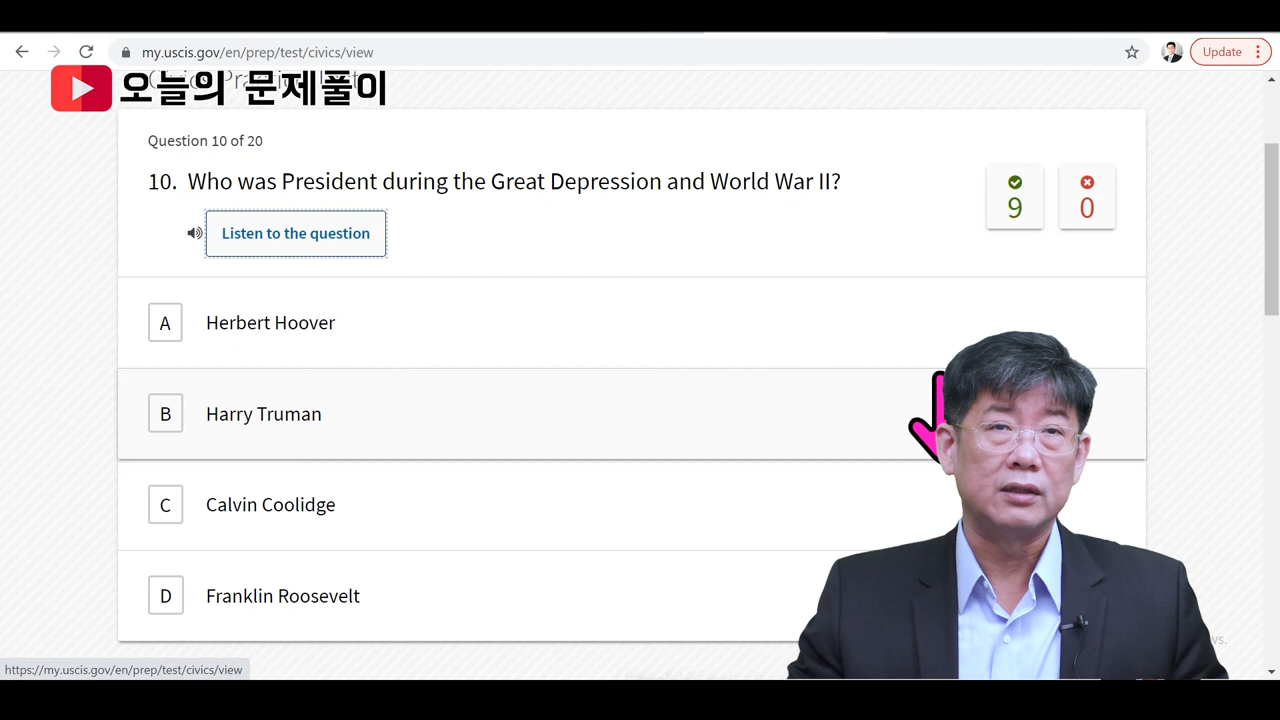 my.uscis.gov/en/prep/test/civics/view
Update
오늘의 문제풀이
Question 10 of 20
10. Who was President during the Great Depression and World War II?
9
0
Listen to the question
A Herbert Hoover
B Harry Truman
C Calvin Coolidge
D Franklin Roosevelt
https://my.uscis.gov/en/prep/test/civics/view